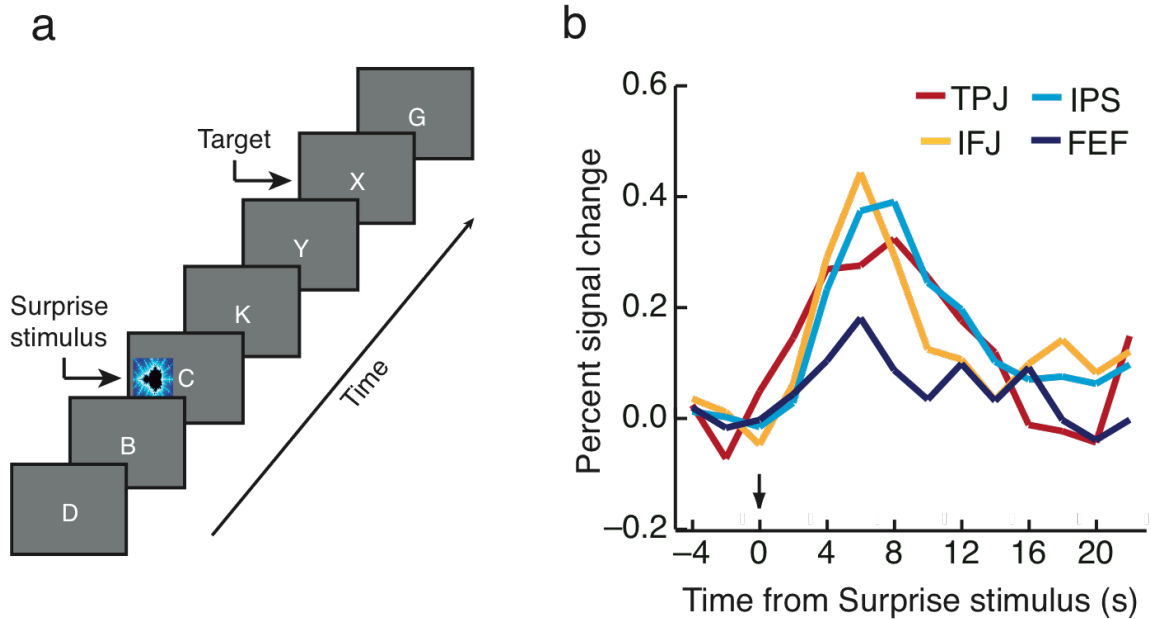 a
Target
G
X
Y
K
Surprise
stimulus
C
B
D
Time
b
Percent signal change
0.6
0.4
0.2
0.0
−0.2
TPJ IPS
IFJ FEF
−4 0 4 8 12 16 20
Time from Surprise stimulus (s)